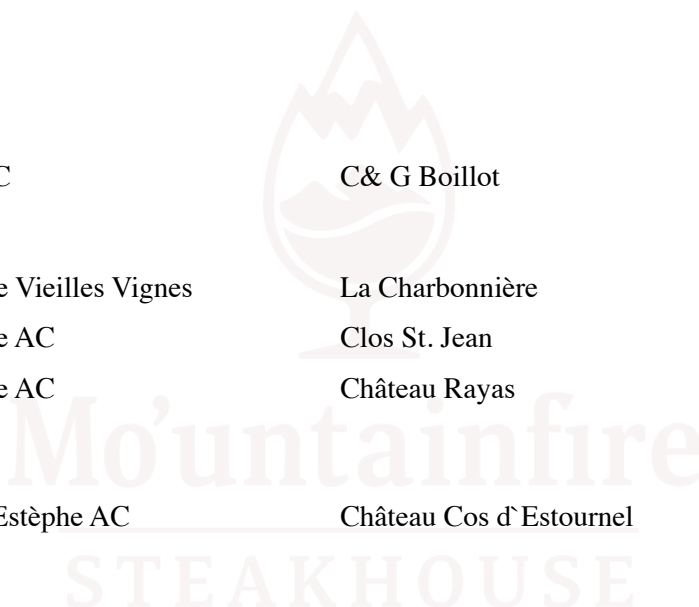 C C& G Boillot
e Vieilles Vignes La Charbonnière
e AC Clos St. Jean
e AC Château Rayas
Mo'untainfire
Estèphe AC Château Cos d`Estournel
STEAKHOUSE